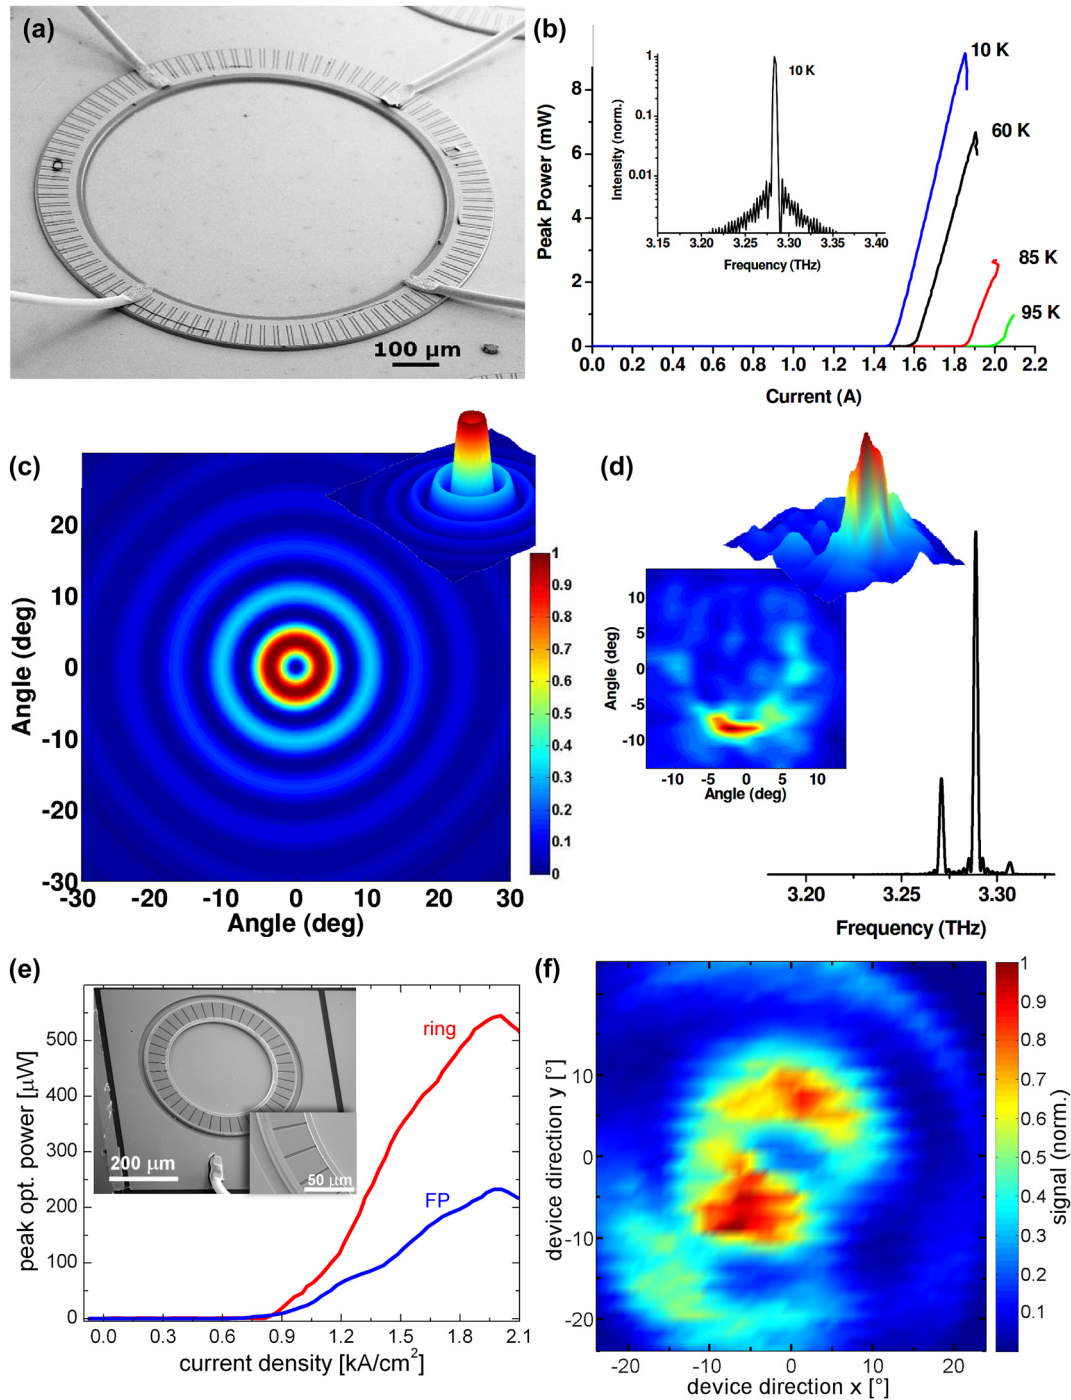 (a)
100 µm
(b)
Peak Power (mW)
8
6
4
2
0
0.0 0.2 0.4 0.6 0.8 1.0 1.2 1.4 1.6 1.8 2.0 2.2
Current (A)
10 K
60 K
85 K
95 K
Intensity (norm.)
1
0.1
0.01
10 K
3.15 3.20 3.25 3.30 3.35 3.40
Frequency (THz)
(c)
Angle (deg)
20
10
0
-10
-20
-30
-30 -20 -10 0 10 20 30
Angle (deg)
1
0.9
0.8
0.7
0.6
0.5
0.4
0.3
0.2
0.1
0
(d)
Angle (deg)
10
5
0
-5
-10
-10 -5 0 5 10
Angle (deg)
3.20 3.25 3.30
Frequency (THz)
(e)
peak opt. power [µW]
500
400
300
200
100
0
0.0 0.3 0.6 0.9 1.2 1.5 1.8 2.1
current density [kA/cm²]
ring
FP
200 µm
50 µm
(f)
device direction y [°]
10
0
-10
-20
-20 -10 0 10 20
device direction x [°]
1
0.9
0.8
0.7
0.6
0.5
0.4
0.3
0.2
0.1
signal (norm.)